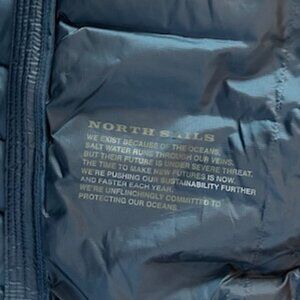 NORTH SAILS
WE EXIST BECAUSE OF THE OCEANS.
SALT WATER RUNS THROUGH OUR VEINS.
BUT THEIR FUTURE IS UNDER SEVERE THREAT.
THE TIME TO MAKE NEW FUTURES IS NOW.
WE'RE PUSHING OUR SUSTAINABILITY FURTHER
AND FASTER EACH YEAR.
WE'RE UNFLINCHINGLY COMMITTED TO
PROTECTING OUR OCEANS.